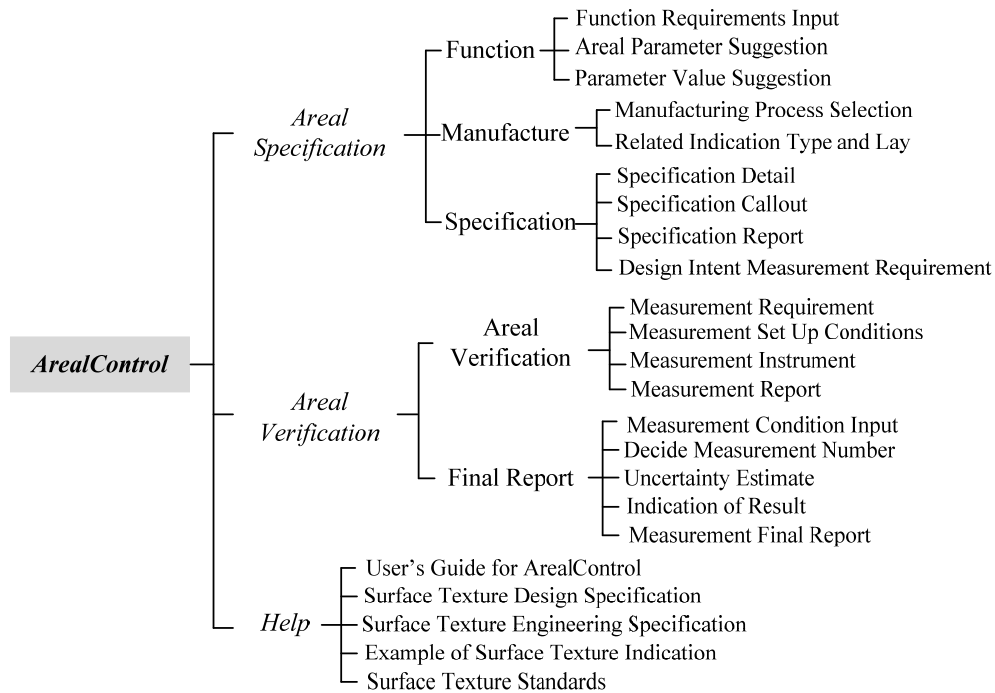 ArealControl
Areal
Specification
Function
Function Requirements Input
Areal Parameter Suggestion
Parameter Value Suggestion
Manufacture
Manufacturing Process Selection
Related Indication Type and Lay
Specification
Specification Detail
Specification Callout
Specification Report
Design Intent Measurement Requirement
Areal
Verification
Areal
Verification
Measurement Requirement
Measurement Set Up Conditions
Measurement Instrument
Measurement Report
Final Report
Measurement Condition Input
Decide Measurement Number
Uncertainty Estimate
Indication of Result
Measurement Final Report
Help
User’s Guide for ArealControl
Surface Texture Design Specification
Surface Texture Engineering Specification
Example of Surface Texture Indication
Surface Texture Standards